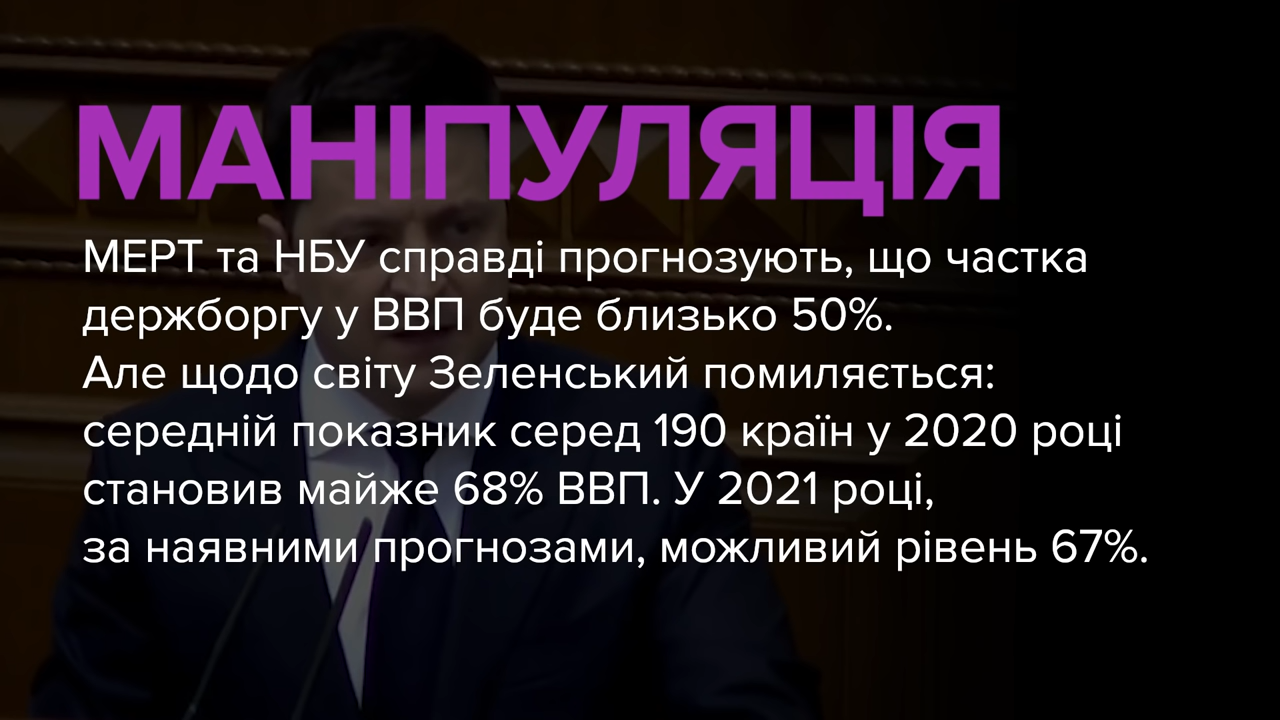 МАНІПУЛЯЦІЯ
МЕРТ та НБУ справді прогнозують, що частка
держборгу у ВВП буде близько 50%.
Але щодо світу Зеленський помиляється:
середній показник серед 190 країн у 2020 році
становив майже 68% ВВП. У 2021 році,
за наявними прогнозами, можливий рівень 67%.